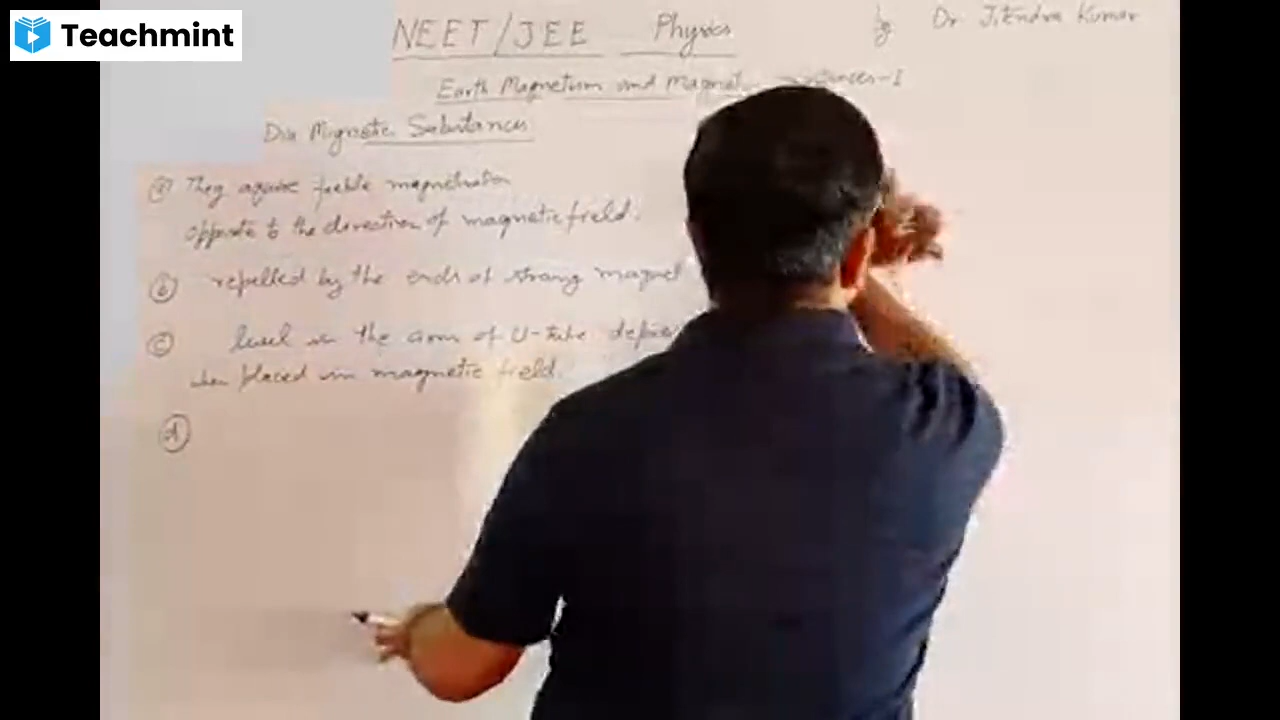 Teachmint
NEET/JEE Physics by Dr Jitendra Kumar
Earth Magnetism and
Dia Magnetic Substances
(a) They aquire feeble magnetisation
opposite to the direction of magnetic field.
(b) repelled by the ends of strong magnet
(c) level in the arm of U-tube
when placed in magnetic field.
(d)